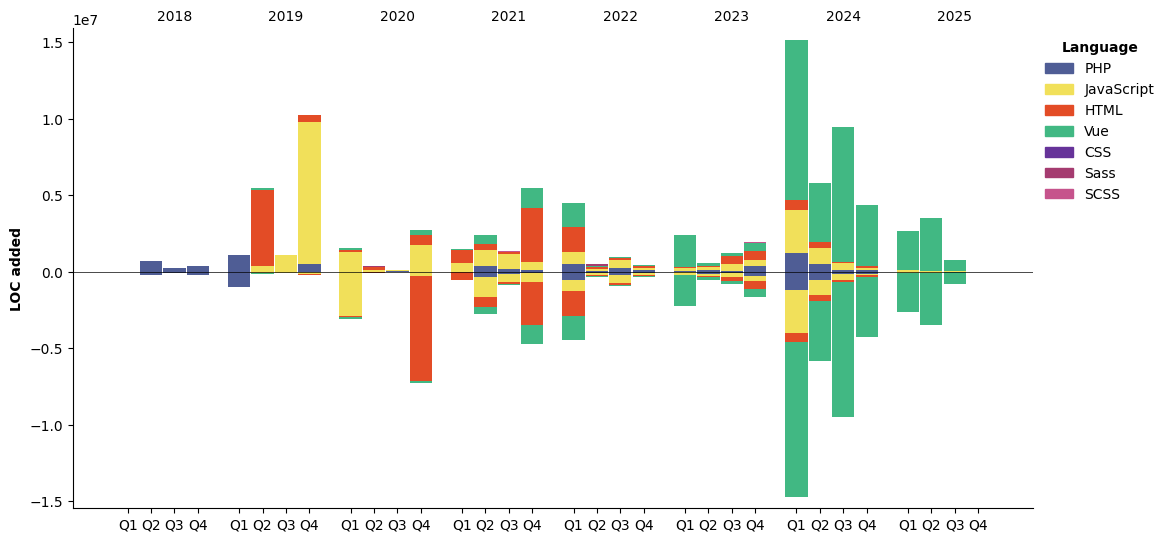 1e7
2018 2019 2020 2021 2022 2023 2024 2025
1.5
1.0
0.5
0.0
−0.5
−1.0
−1.5
LOC added
Q1 Q2 Q3 Q4 Q1 Q2 Q3 Q4 Q1 Q2 Q3 Q4 Q1 Q2 Q3 Q4 Q1 Q2 Q3 Q4 Q1 Q2 Q3 Q4 Q1 Q2 Q3 Q4 Q1 Q2 Q3 Q4
Language
PHP
JavaScript
HTML
Vue
CSS
Sass
SCSS